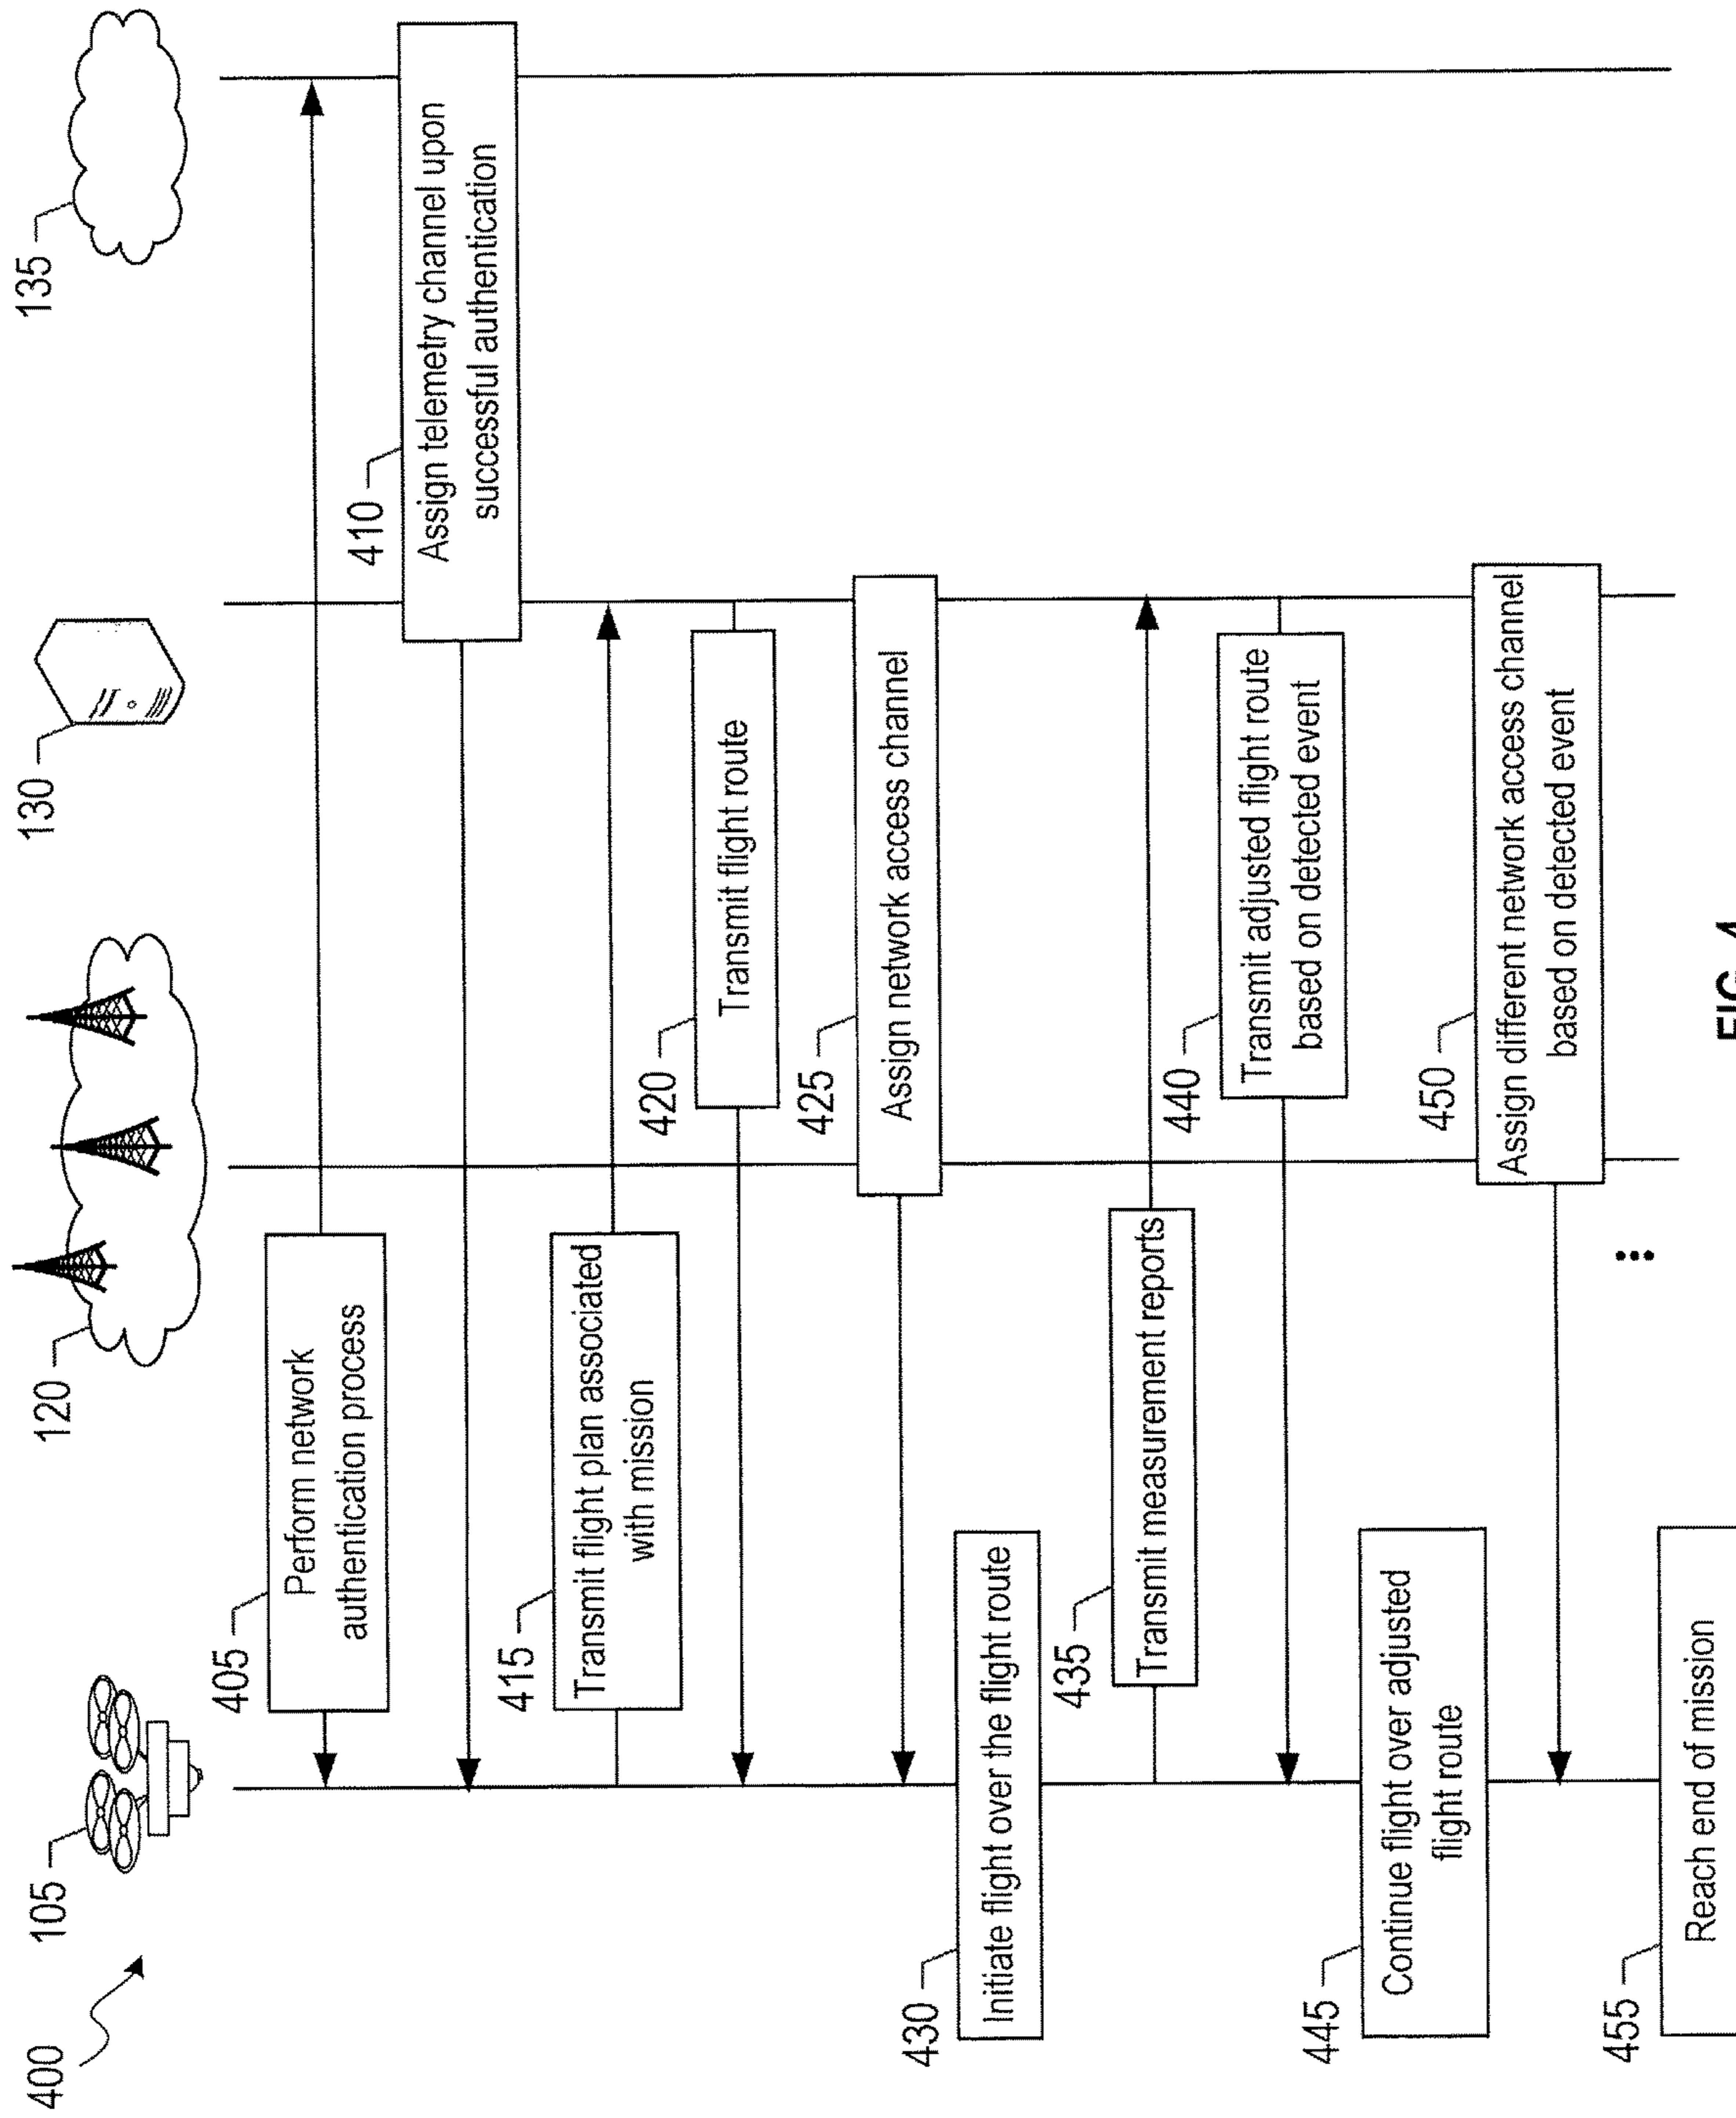 400
105
120
130
135
405
Perform network
authentication process
410
Assign telemetry channel upon
successful authentication
415
Transmit flight plan associated
with mission
420
Transmit flight route
425
Assign network access channel
430
Initiate flight over the flight route
435
Transmit measurement reports
440
Transmit adjusted flight route
based on detected event
445
Continue flight over adjusted
flight route
450
Assign different network access channel
based on detected event
...
455
Reach end of mission
FIG. 4